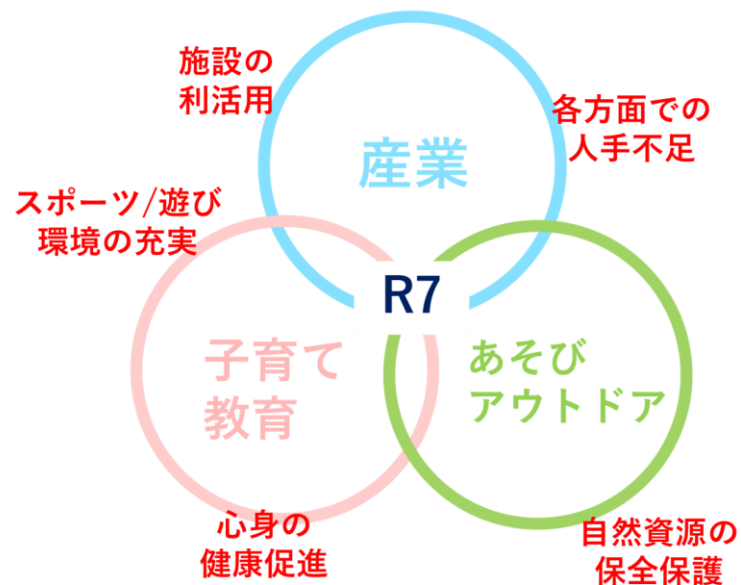 施設の
利活用
各方面での
人手不足
産業
スポーツ/遊び
環境の充実
R7
子育て
教育
あそび
アウトドア
心身の
健康促進
自然資源の
保全保護